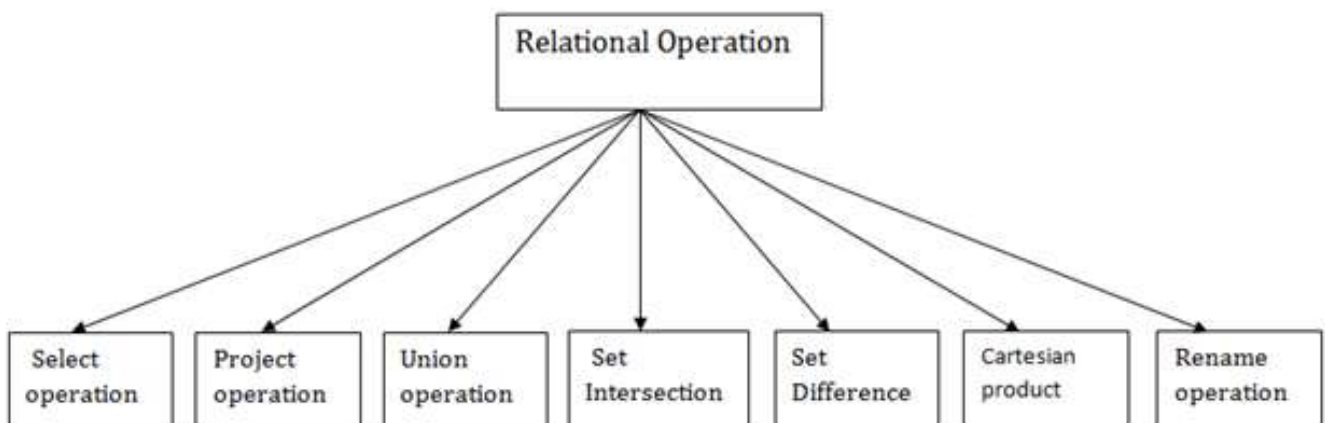 Relational Operation
Select
operation
Project
operation
Union
operation
Set
Intersection
Set
Difference
Cartesian
product
Rename
operation